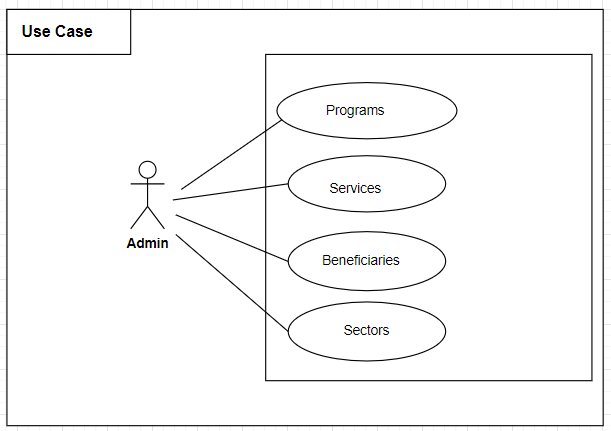 Use Case
Programs
Services
Admin
Beneficiaries
Sectors